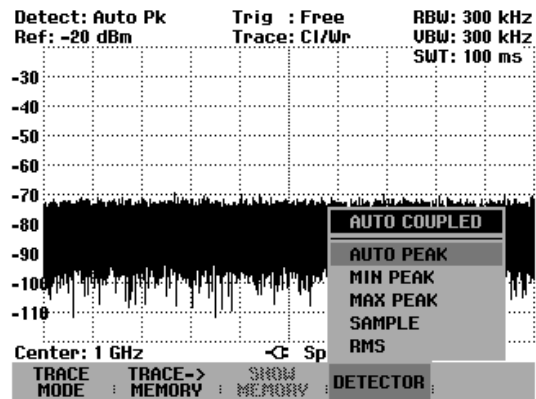 Detect: Auto Pk Trig : Free RBW: 300 kHz
Ref: -20 dBm Trace: Cl/Wr VBW: 300 kHz
SWT: 100 ms
-30
-40
-50
-60
-70
-80
-90
-100
-110
AUTO COUPLED
AUTO PEAK
MIN PEAK
MAX PEAK
SAMPLE
RMS
Center: 1 GHz Sp
TRACE MODE
TRACE-> MEMORY
SHOW MEMORY
DETECTOR